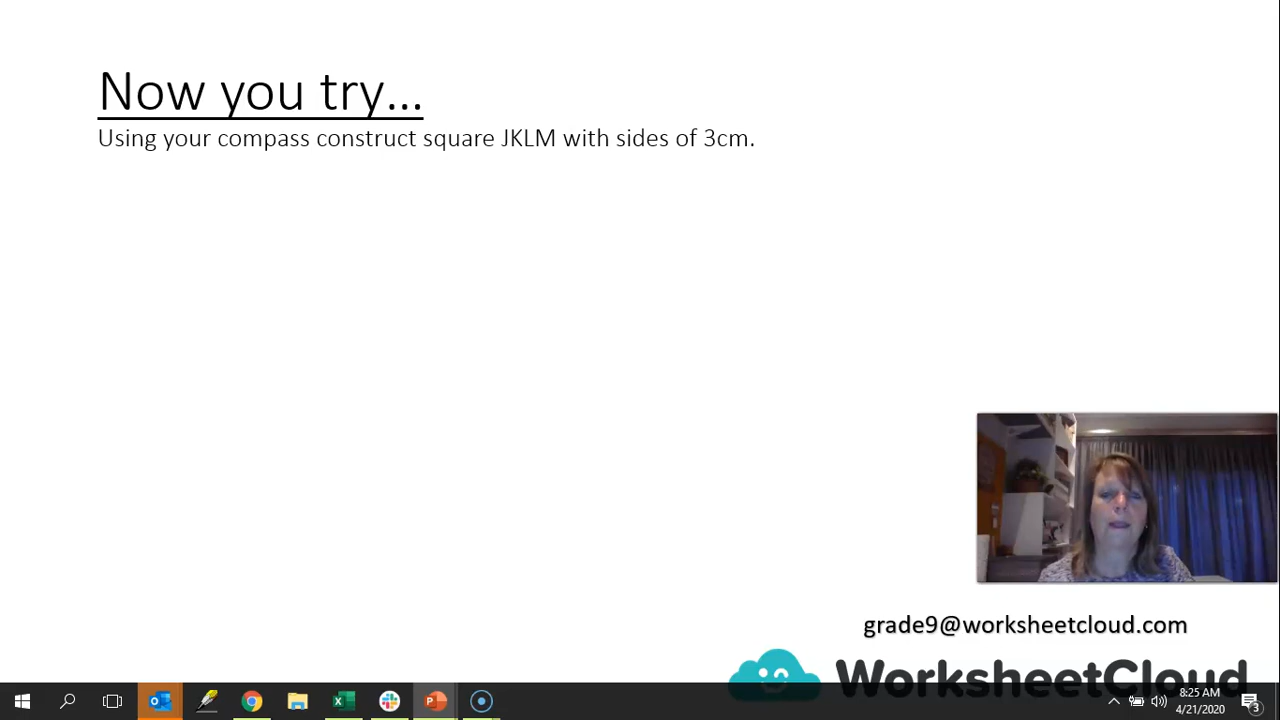 Now you try...
Using your compass construct square JKLM with sides of 3cm.
grade9@worksheetcloud.com
WorksheetCloud
8:25 AM
4/21/2020
3